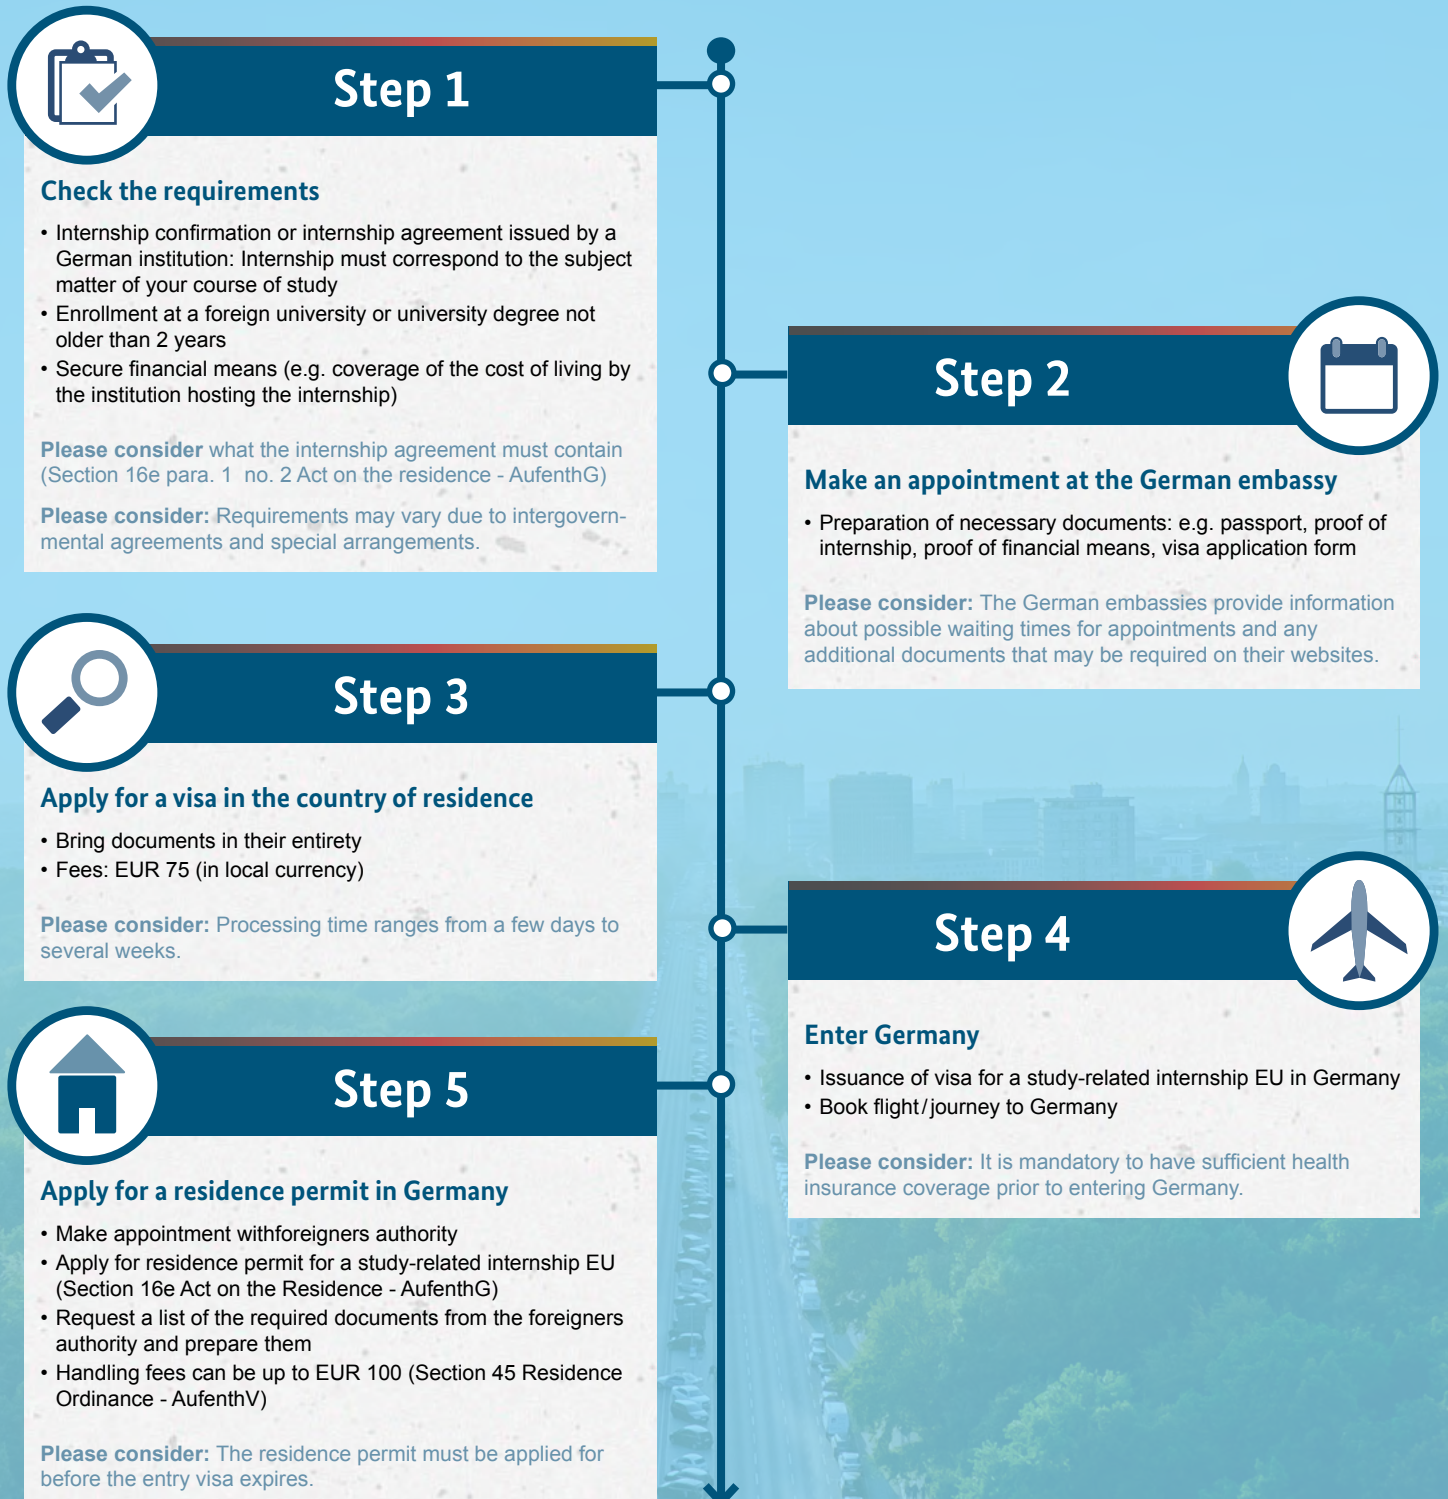 Step 1
Check the requirements
• Internship confirmation or internship agreement issued by a
German institution: Internship must correspond to the subject
matter of your course of study
• Enrollment at a foreign university or university degree not
older than 2 years
• Secure financial means (e.g. coverage of the cost of living by
the institution hosting the internship)
Please consider what the internship agreement must contain
(Section 16e para. 1 no. 2 Act on the residence - AufenthG)
Please consider: Requirements may vary due to intergovern-
mental agreements and special arrangements.
Step 2
Make an appointment at the German embassy
• Preparation of necessary documents: e.g. passport, proof of
internship, proof of financial means, visa application form
Please consider: The German embassies provide information
about possible waiting times for appointments and any
additional documents that may be required on their websites.
Step 3
Apply for a visa in the country of residence
• Bring documents in their entirety
• Fees: EUR 75 (in local currency)
Please consider: Processing time ranges from a few days to
several weeks.
Step 4
Enter Germany
• Issuance of visa for a study-related internship EU in Germany
• Book flight/journey to Germany
Please consider: It is mandatory to have sufficient health
insurance coverage prior to entering Germany.
Step 5
Apply for a residence permit in Germany
• Make appointment withforeigners authority
• Apply for residence permit for a study-related internship EU
(Section 16e Act on the Residence - AufenthG)
• Request a list of the required documents from the foreigners
authority and prepare them
• Handling fees can be up to EUR 100 (Section 45 Residence
Ordinance - AufenthV)
Please consider: The residence permit must be applied for
before the entry visa expires.